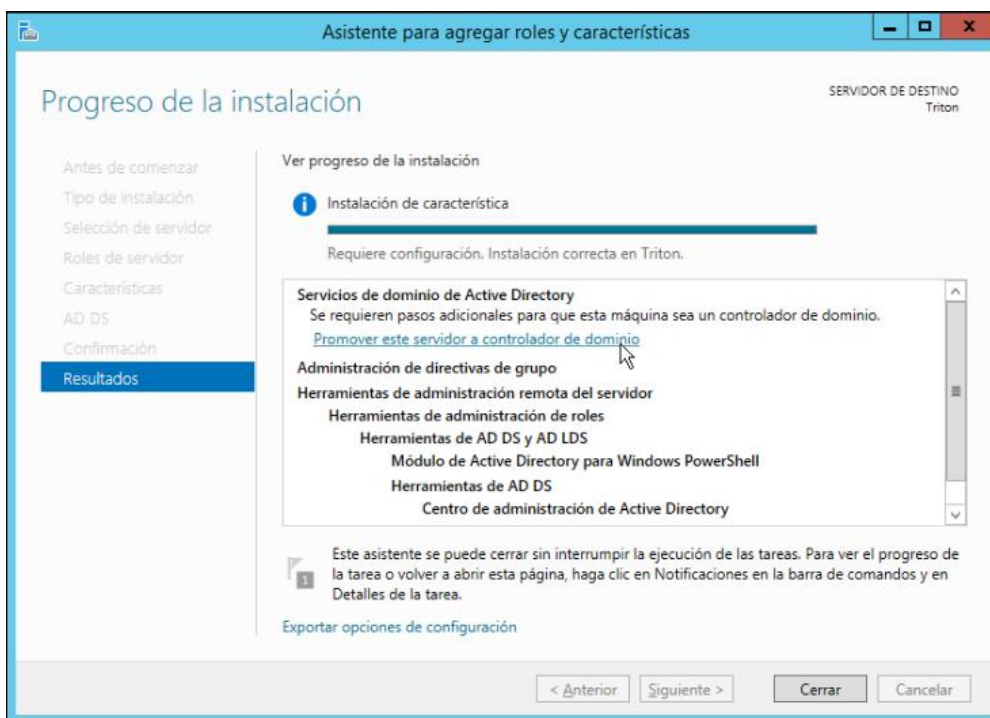 Asistente para agregar roles y características
Progreso de la instalación
SERVIDOR DE DESTINO
Triton
Antes de comenzar
Tipo de instalación
Selección de servidor
Roles de servidor
Características
AD DS
Confirmación
Resultados
Ver progreso de la instalación
Instalación de característica
Requiere configuración. Instalación correcta en Triton.
Servicios de dominio de Active Directory
Se requieren pasos adicionales para que esta máquina sea un controlador de dominio.
Promover este servidor a controlador de dominio
Administración de directivas de grupo
Herramientas de administración remota del servidor
Herramientas de administración de roles
Herramientas de AD DS y AD LDS
Módulo de Active Directory para Windows PowerShell
Herramientas de AD DS
Centro de administración de Active Directory
1
Este asistente se puede cerrar sin interrumpir la ejecución de las tareas. Para ver el progreso de
la tarea o volver a abrir esta página, haga clic en Notificaciones en la barra de comandos y en
Detalles de la tarea.
Exportar opciones de configuración
< Anterior Siguiente > Cerrar Cancelar